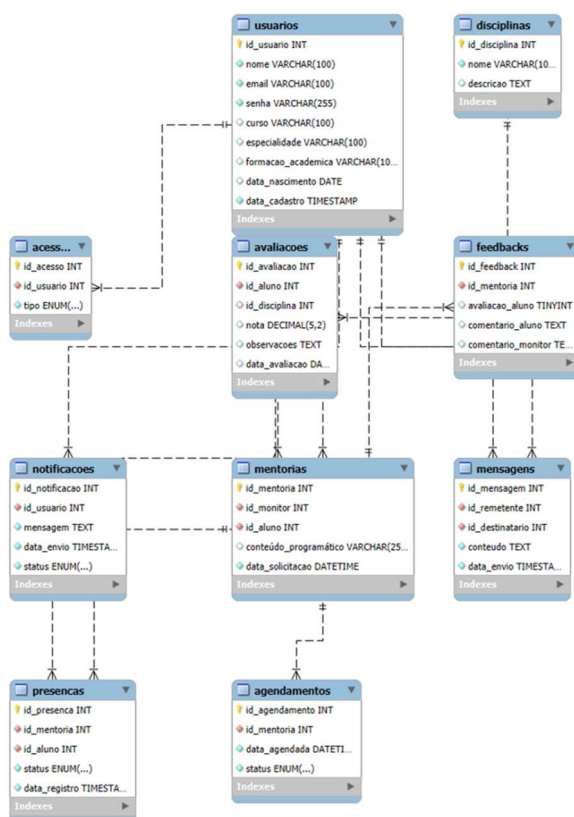 usuarios
id_usuario INT
nome VARCHAR(100)
email VARCHAR(100)
senha VARCHAR(255)
curso VARCHAR(100)
especialidade VARCHAR(100)
formacao_academica VARCHAR(10...
data_nascimento DATE
data_cadastro TIMESTAMP
Indexes
disciplinas
id_disciplina INT
nome VARCHAR(10...
descricao TEXT
Indexes
acess...
id_acesso INT
id_usuario INT
tipo ENUM(...)
Indexes
avaliacoes
id_avaliacao INT
id_aluno INT
id_disciplina INT
nota DECIMAL(5,2)
observacoes TEXT
data_avaliacao DA...
Indexes
feedbacks
id_feedback INT
id_mentoria INT
avaliacao_aluno TINYINT
comentario_aluno TEXT
comentario_monitor TE...
Indexes
notificacoes
id_notificacao INT
id_usuario INT
mensagem TEXT
data_envio TIMESTA...
status ENUM(...)
Indexes
mentorias
id_mentoria INT
id_monitor INT
id_aluno INT
conteúdo_programático VARCHAR(25...
data_solicitacao DATETIME
Indexes
mensagens
id_mensagem INT
id_remetente INT
id_destinatario INT
conteudo TEXT
data_envio TIMESTA...
Indexes
presencas
id_presenca INT
id_mentoria INT
id_aluno INT
status ENUM(...)
data_registro TIMESTA...
Indexes
agendamentos
id_agendamento INT
id_mentoria INT
data_agendada DATETI...
status ENUM(...)
Indexes